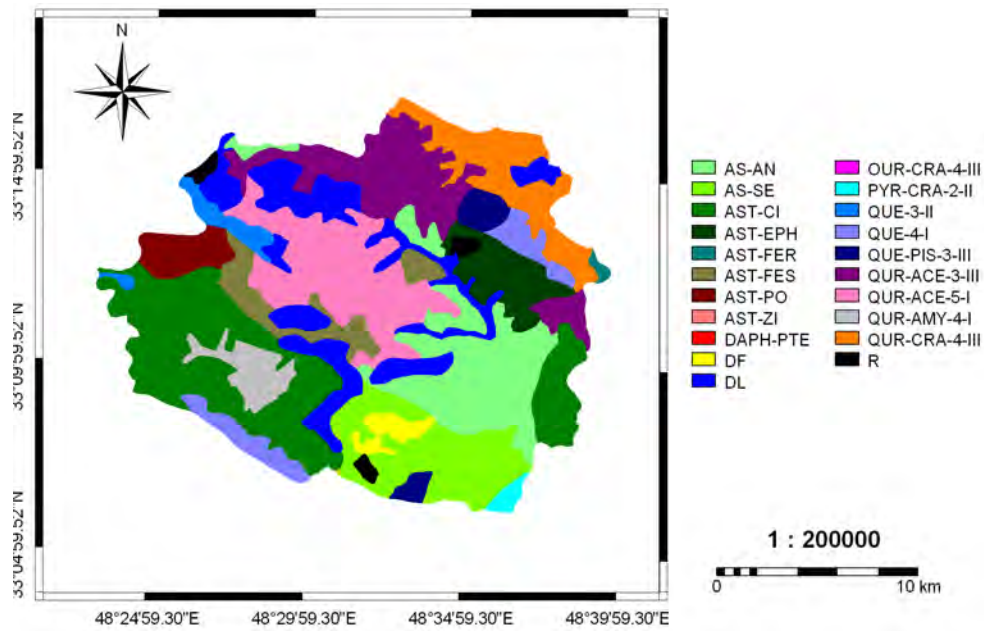 N
33°14'59.52"N
33°09'59.52"N
33°04'59.52"N
48°24'59.30"E
48°29'59.30"E
48°34'59.30"E
48°39'59.30"E
AS-AN
AS-SE
AST-CI
AST-EPH
AST-FER
AST-FES
AST-PO
AST-ZI
DAPH-PTE
DF
DL
OUR-CRA-4-III
PYR-CRA-2-II
QUE-3-II
QUE-4-I
QUE-PIS-3-III
QUR-ACE-3-III
QUR-ACE-5-I
QUR-AMY-4-I
QUR-CRA-4-III
R
1 : 200000
0
10 km